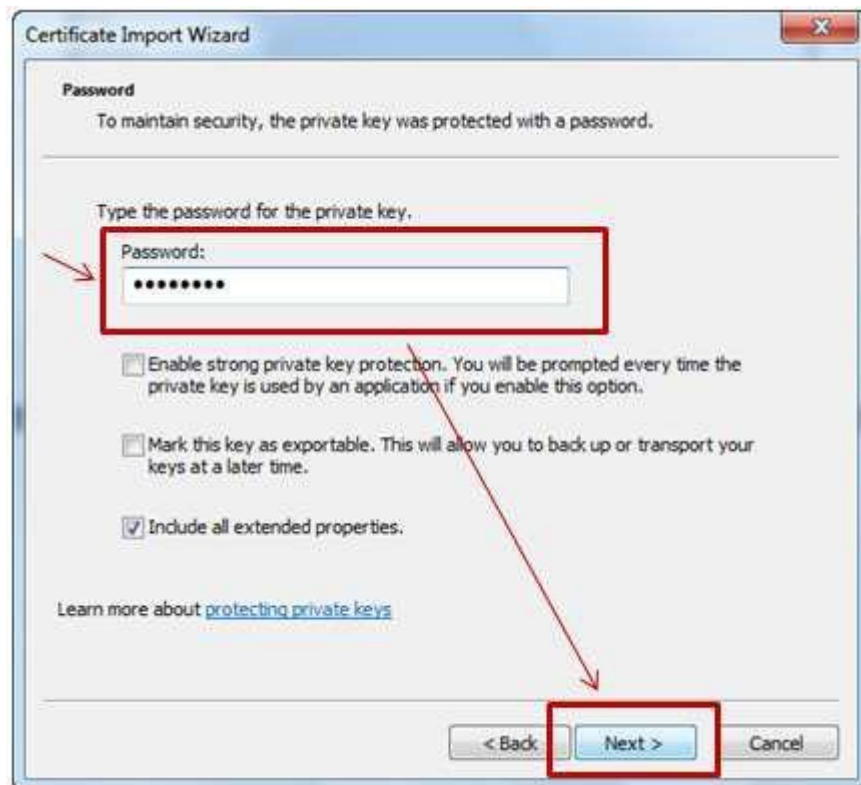 Certificate Import Wizard
Password
To maintain security, the private key was protected with a password.
Type the password for the private key.
Password:
••••••••
Enable strong private key protection. You will be prompted every time the
private key is used by an application if you enable this option.
Mark this key as exportable. This will allow you to back up or transport your
keys at a later time.
Include all extended properties.
Learn more about protecting private keys
< Back Next > Cancel